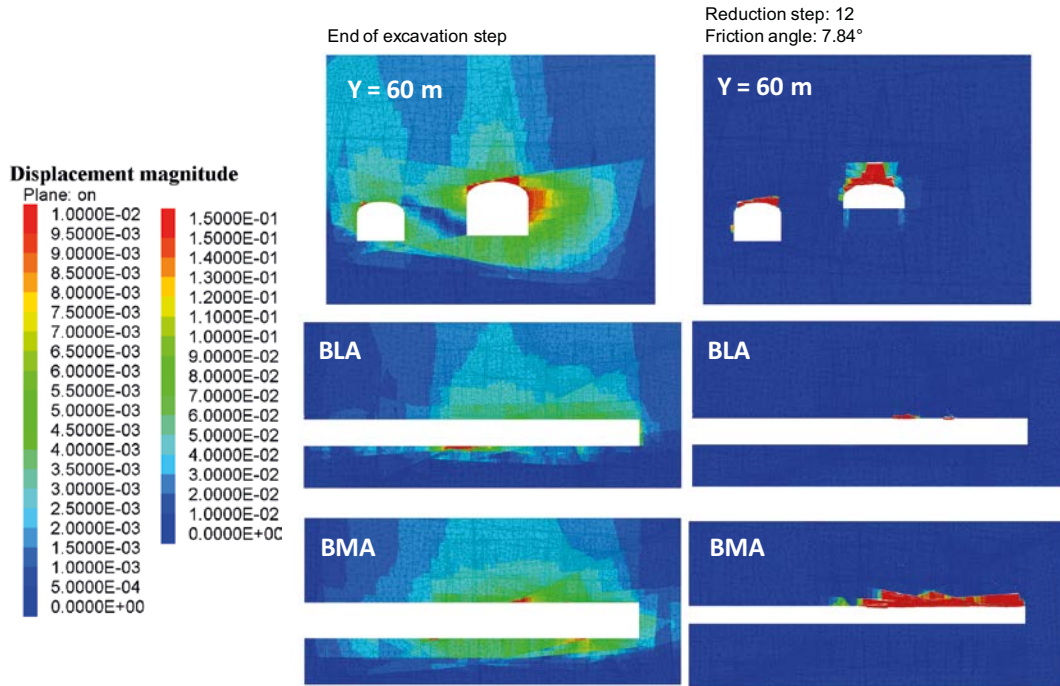 End of excavation step
Reduction step: 12
Friction angle: 7.84°
Y = 60 m
Y = 60 m
Displacement magnitude
Plane: on
1.0000E-02
9.5000E-03
9.0000E-03
8.5000E-03
8.0000E-03
7.5000E-03
7.0000E-03
6.5000E-03
6.0000E-03
5.5000E-03
5.0000E-03
4.5000E-03
4.0000E-03
3.5000E-03
3.0000E-03
2.5000E-03
2.0000E-03
1.5000E-03
1.0000E-03
5.0000E-04
0.0000E+00
1.5000E-01
1.5000E-01
1.4000E-01
1.3000E-01
1.2000E-01
1.1000E-01
1.0000E-01
9.0000E-02
8.0000E-02
7.0000E-02
6.0000E-02
5.0000E-02
4.0000E-02
3.0000E-02
2.0000E-02
1.0000E-02
0.0000E+00
BLA
BLA
BMA
BMA